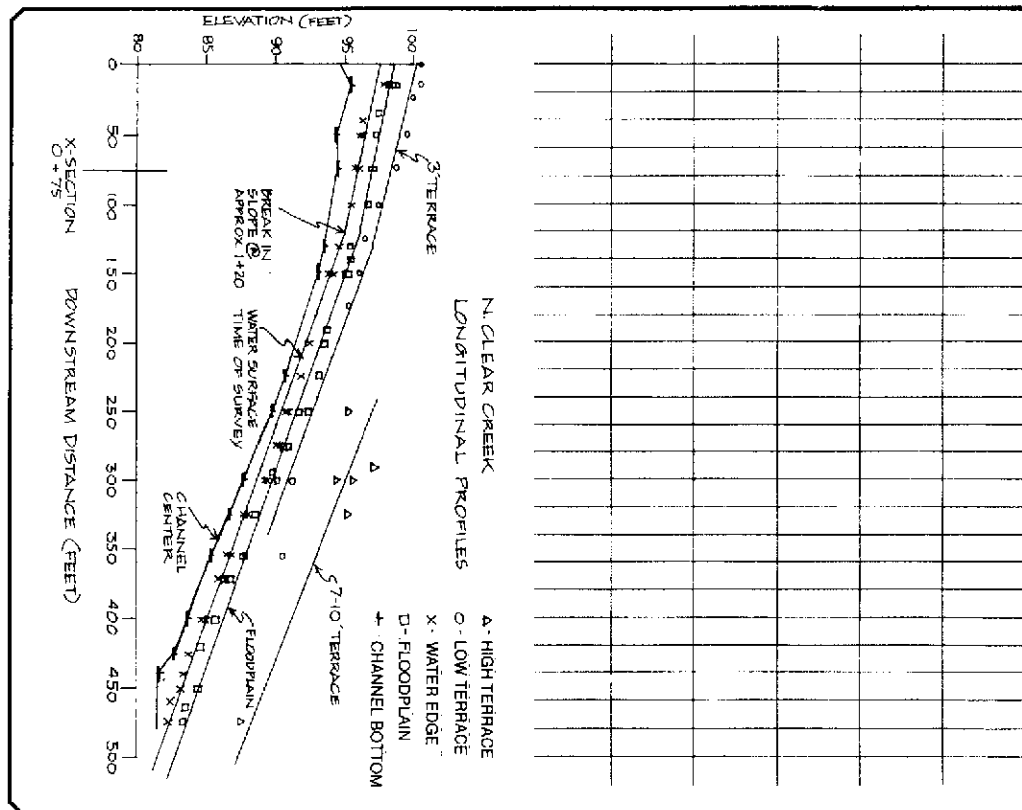 N. CLEAR CREEK
LONGITUDINAL PROFILES
△ - HIGH TERRACE
O - LOW TERRACE
X - WATER EDGE
□ - FLOODPLAIN
+ - CHANNEL BOTTOM
ELEVATION (FEET)
100
95
90
85
80
0
50
100
150
200
250
300
350
400
450
500
DOWNSTREAM DISTANCE (FEET)
X-SECTION
0+75
3' TERRACE
BREAK IN
SLOPE @
APPROX. 1+20
WATER SURFACE
TIME OF SURVEY
CHANNEL
CENTER
7-10' TERRACE
FLOODPLAIN